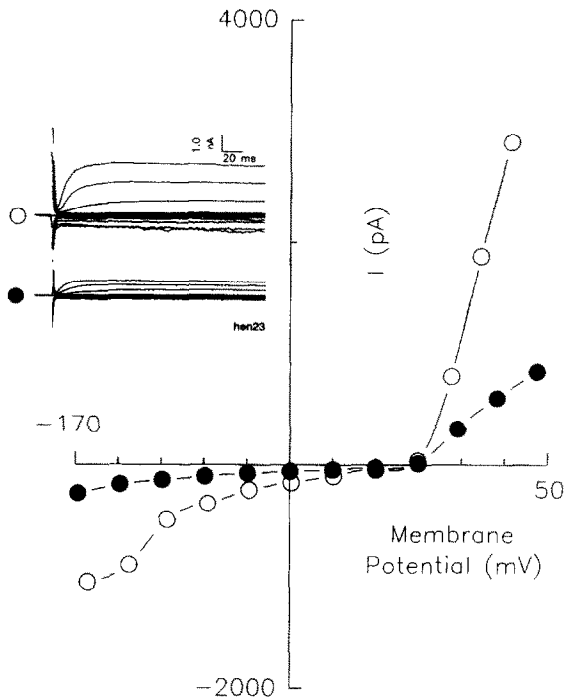 4000
1.0
nA
20 ms
I (pA)
hen23
−170
50
Membrane
Potential (mV)
−2000